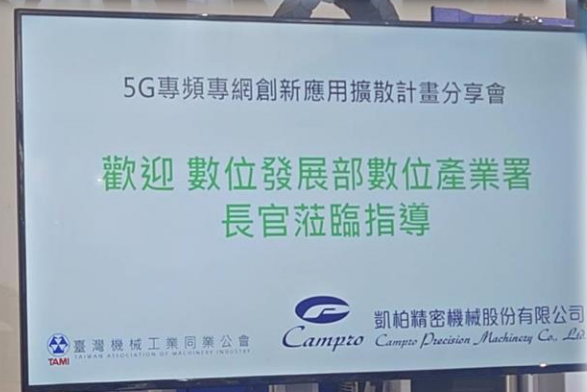 5G專頻專網創新應用擴散計畫分享會
歡迎 數位發展部數位產業署
長官蒞臨指導
TAMI
臺灣機械工業同業公會
TAIWAN ASSOCIATION OF MACHINERY INDUSTRY
Campro
凱柏精密機械股份有限公司
Campro Precision Machinery Co., Ltd.